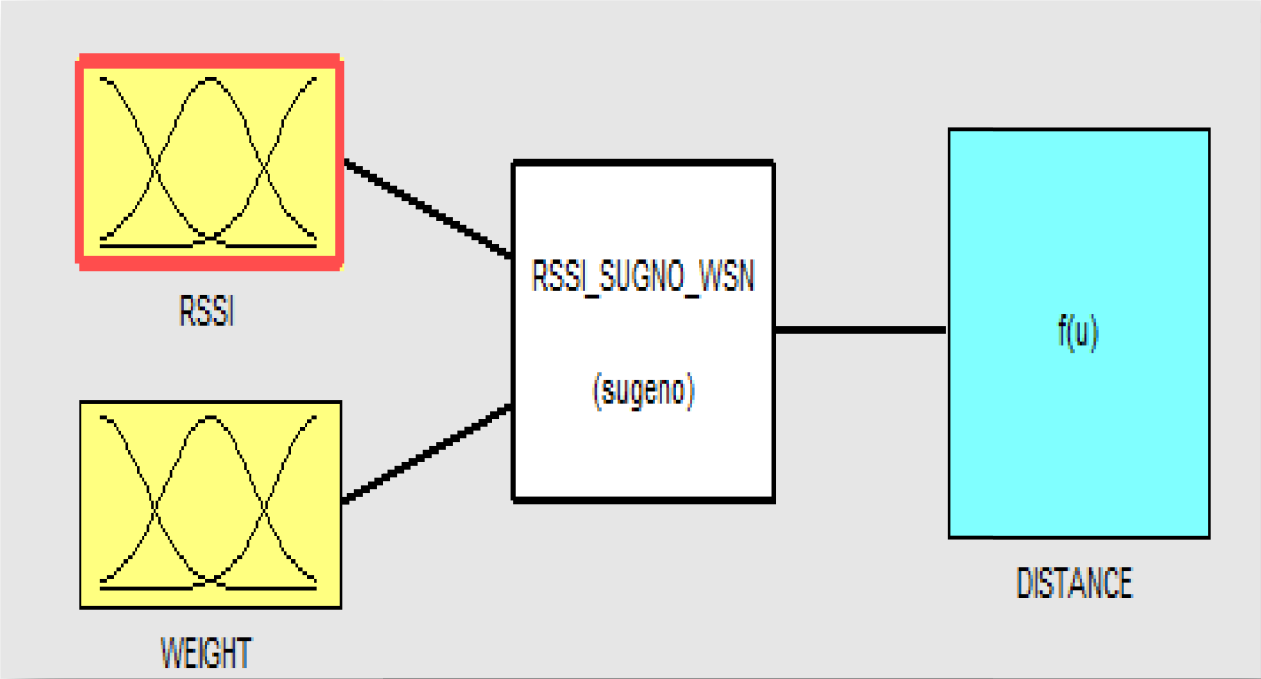 RSSI
WEIGHT
RSSI_SUGNO_WSN
(sugeno)
f(u)
DISTANCE